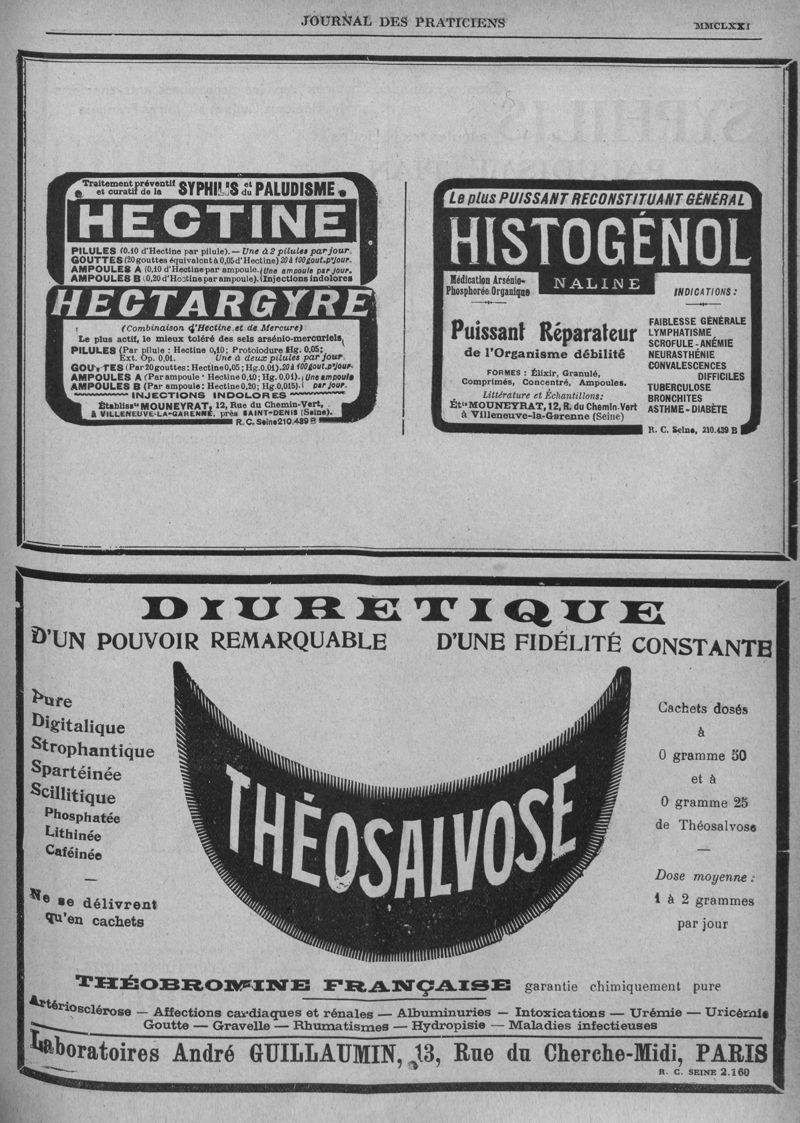 JOURNAL DES PRATICIENS
MMCLXXI
Traitement préventif et curatif de la SYPHILIS et du PALUDISME
HECTINE
PILULES (0.10 d'Hectine par pilule). — Une à 2 pilules par jour.
GOUTTES (20 gouttes équivalent à 0,05 d'Hectine) 20 à 100 gout. p' jour.
AMPOULES A (0,10 d'Hectine par ampoule. (Une ampoule par jour.
AMPOULES B (0,20 d'Hectine par ampoule). (Injections indolores
HECTARGYRE
(Combinaison d'Hectine et de Mercure)
Le plus actif, le mieux toléré des sels arsénio-mercuriels,
PILULES (Par pilule : Hectine 0,10; Protoiodure Hg. 0,05;
Ext. Op. 0,01. Une à deux pilules par jour
GOUTTES (Par 20 gouttes: Hectine 0,05; Hg. 0.01). 20 à 100 gout. p' jour.
AMPOULES A (Par ampoule · Hectine 0,10; Hg. 0,01). (Une ampoule
AMPOULES B (Par ampoule: Hectine 0,20; Hg. 0,015). ( par jour.
INJECTIONS INDOLORES
Établiss.ts MOUNEYRAT, 12, Rue du Chemin-Vert,
à VILLENEUVE-LA-GARENNE, près SAINT-DENIS (Seine).
R. C. Seine 210.439 B
Le plus PUISSANT RECONSTITUANT GÉNÉRAL
HISTOGÉNOL
NALINE
Médication Arsénio-
Phosphorée Organique
Puissant Réparateur
de l'Organisme débilité
FORMES : Élixir, Granulé,
Comprimés, Concentré, Ampoules.
Littérature et Échantillons:
Ét.ts MOUNEYRAT, 12, R. du Chemin-Vert
à Villeneuve-la-Garenne (Seine)
INDICATIONS :
FAIBLESSE GÉNÉRALE
LYMPHATISME
SCROFULE - ANÉMIE
NEURASTHÉNIE
CONVALESCENCES
DIFFICILES
TUBERCULOSE
BRONCHITES
ASTHME - DIABÈTE
R. C. Seine, 210.439 B
DIURETIQUE
D'UN POUVOIR REMARQUABLE D'UNE FIDÉLITÉ CONSTANTE
Pure
Digitalique
Strophantique
Spartéinée
Scillitique
Phosphatée
Lithinée
Caféinée
—
Ne se délivrent
qu'en cachets
THÉOSALVOSE
Cachets dosés
à
0 gramme 50
et à
0 gramme 25
de Théosalvose
—
Dose moyenne :
1 à 2 grammes
par jour
THÉOBROMINE FRANÇAISE garantie chimiquement pure
Artériosclérose — Affections cardiaques et rénales — Albuminuries — Intoxications — Urémie — Uricémie
Goutte — Gravelle — Rhumatismes — Hydropisie — Maladies infectieuses
Laboratoires André GUILLAUMIN, 13, Rue du Cherche-Midi, PARIS
R. C. SEINE 2.160